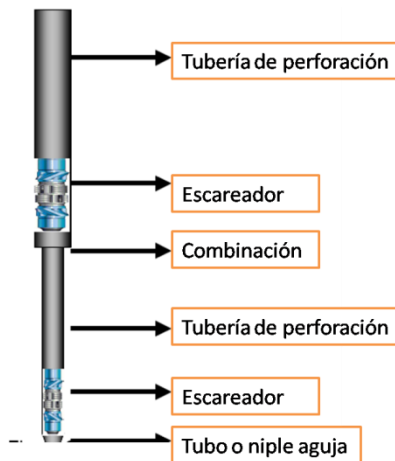 Tubería de perforación
Escareador
Combinación
Tubería de perforación
Escareador
Tubo o niple aguja